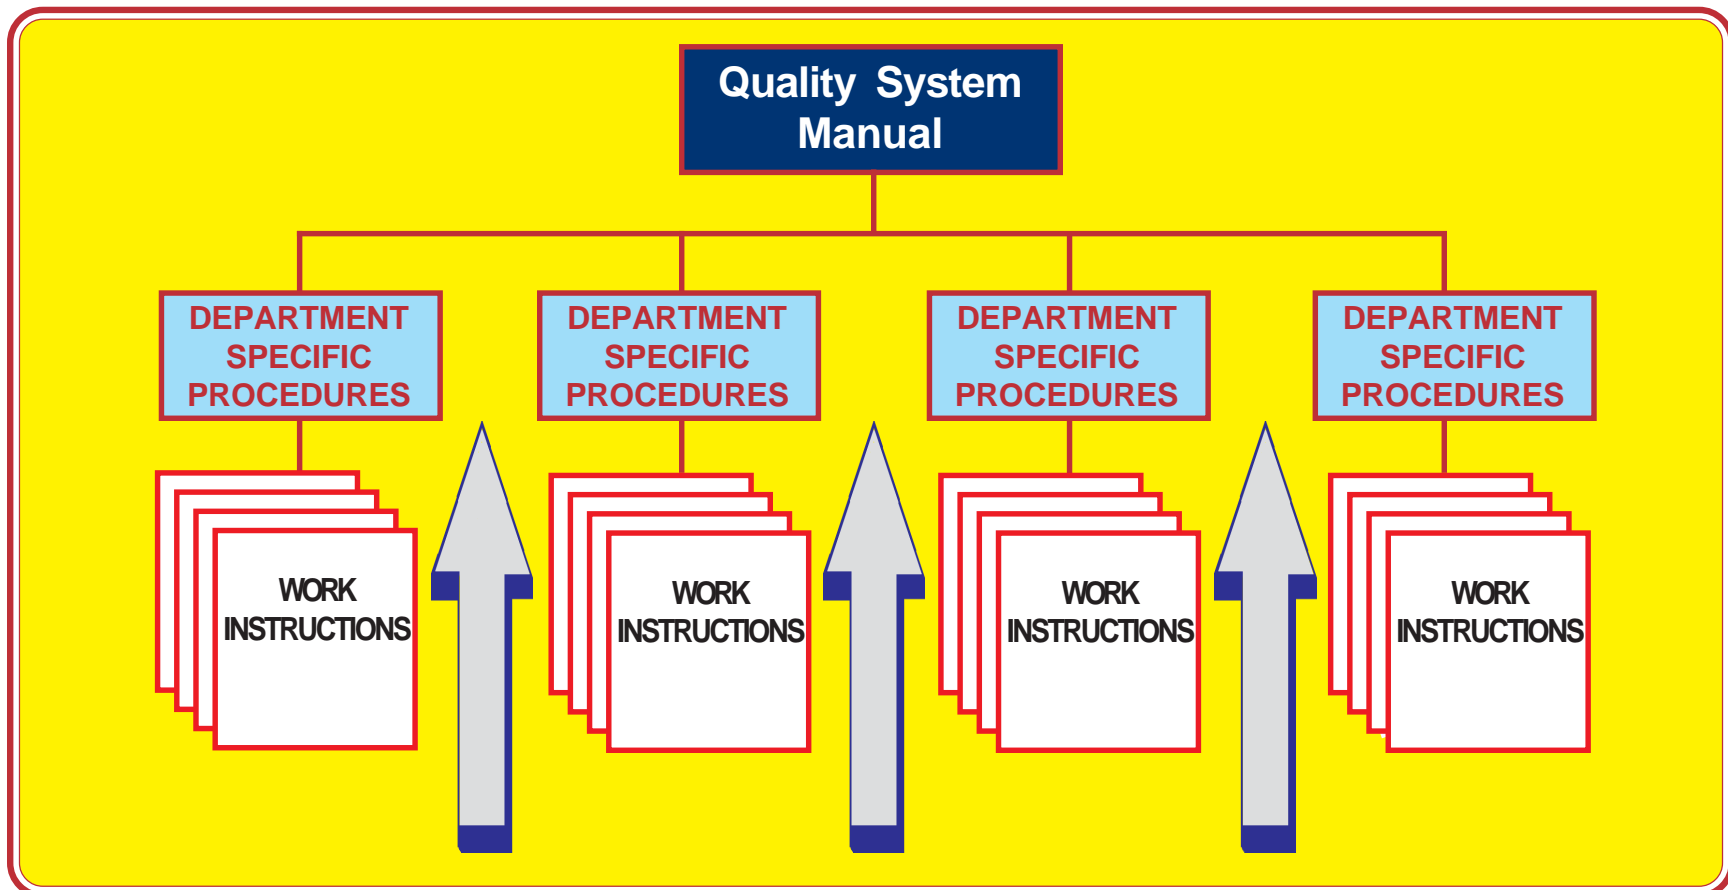 Quality System
Manual
DEPARTMENT
SPECIFIC
PROCEDURES
DEPARTMENT
SPECIFIC
PROCEDURES
DEPARTMENT
SPECIFIC
PROCEDURES
DEPARTMENT
SPECIFIC
PROCEDURES
WORK
INSTRUCTIONS
WORK
INSTRUCTIONS
WORK
INSTRUCTIONS
WORK
INSTRUCTIONS